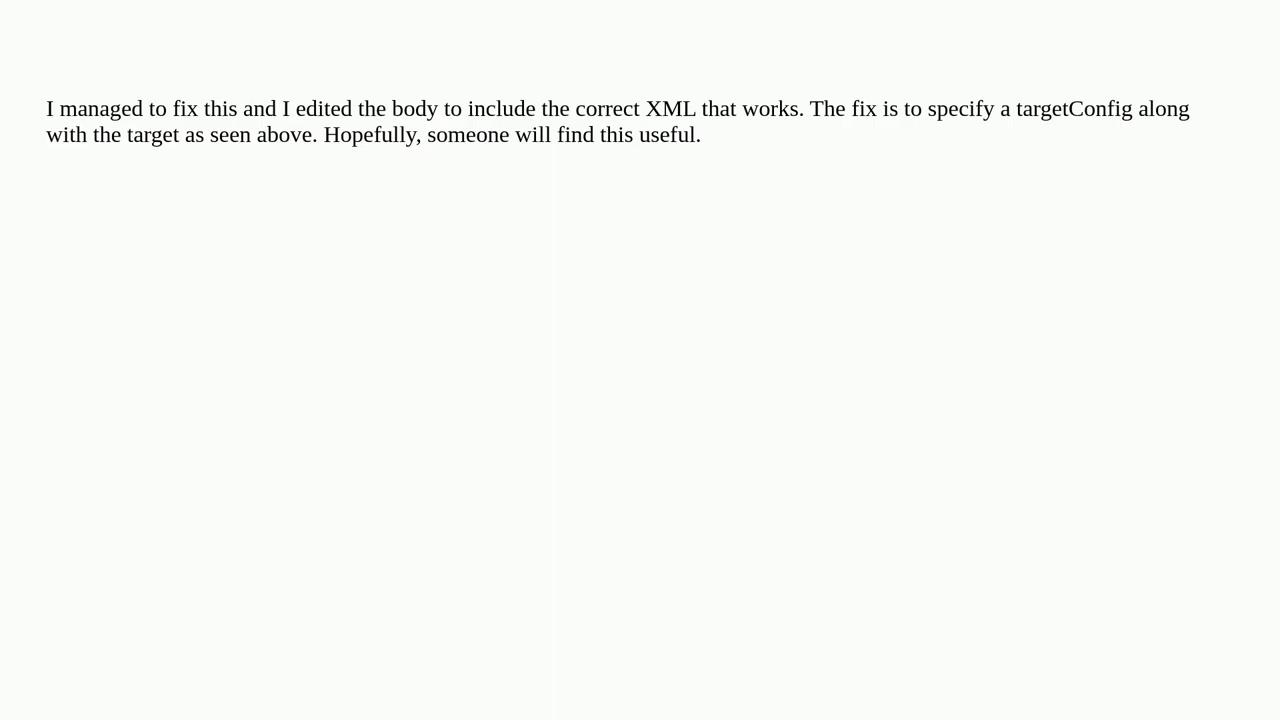 I managed to fix this and I edited the body to include the correct XML that works. The fix is to specify a targetConfig along
with the target as seen above. Hopefully, someone will find this useful.